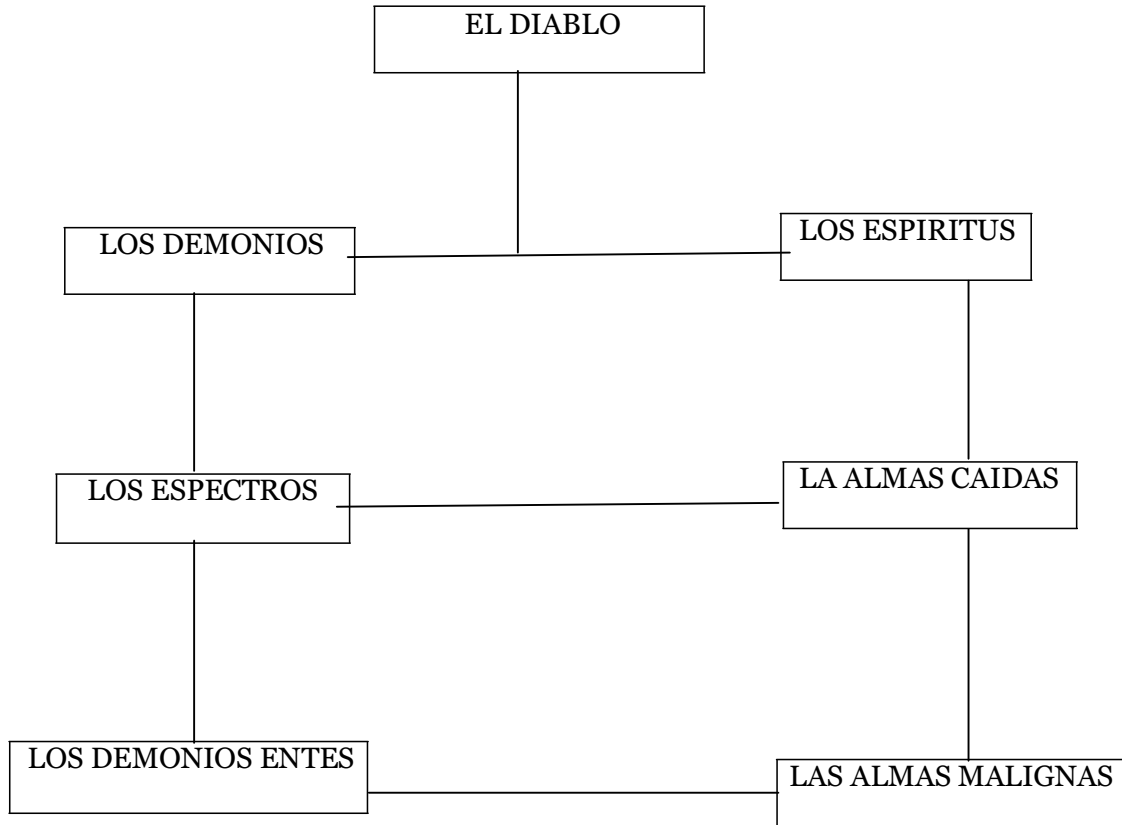 EL DIABLO
LOS DEMONIOS
LOS ESPIRITUS
LOS ESPECTROS
LA ALMAS CAIDAS
LOS DEMONIOS ENTES
LAS ALMAS MALIGNAS